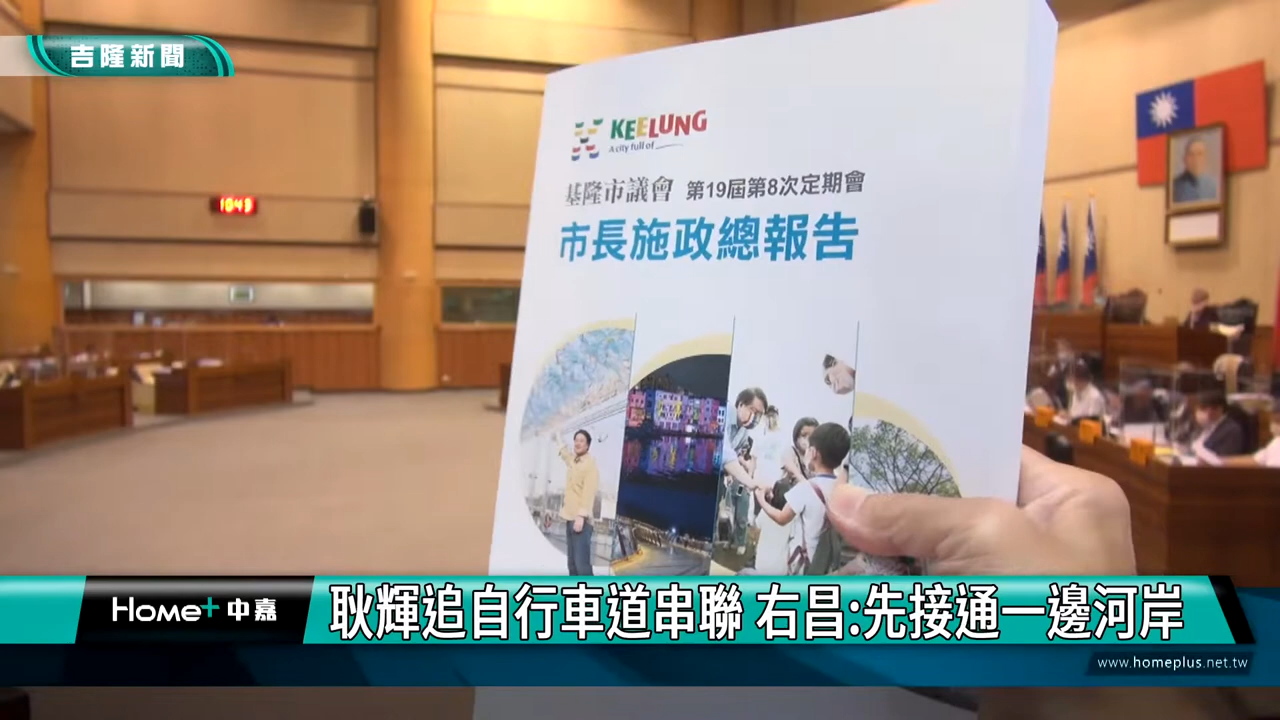 吉隆新聞
KEELUNG
A city full of
基隆市議會 第19屆第8次定期會
市長施政總報告
1043
Home+中嘉
耿輝追自行車道串聯 右昌:先接通一邊河岸
www.homeplus.net.tw